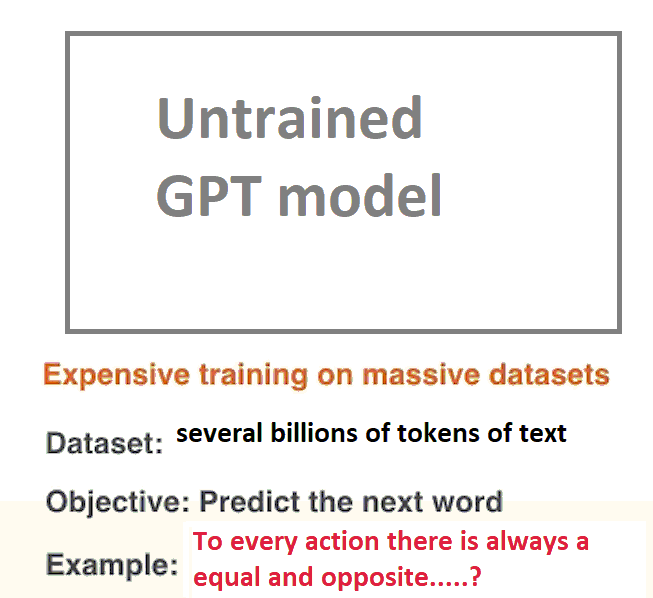 Untrained
GPT model
Expensive training on massive datasets
Dataset: several billions of tokens of text
Objective: Predict the next word
Example: To every action there is always a
equal and opposite.....?